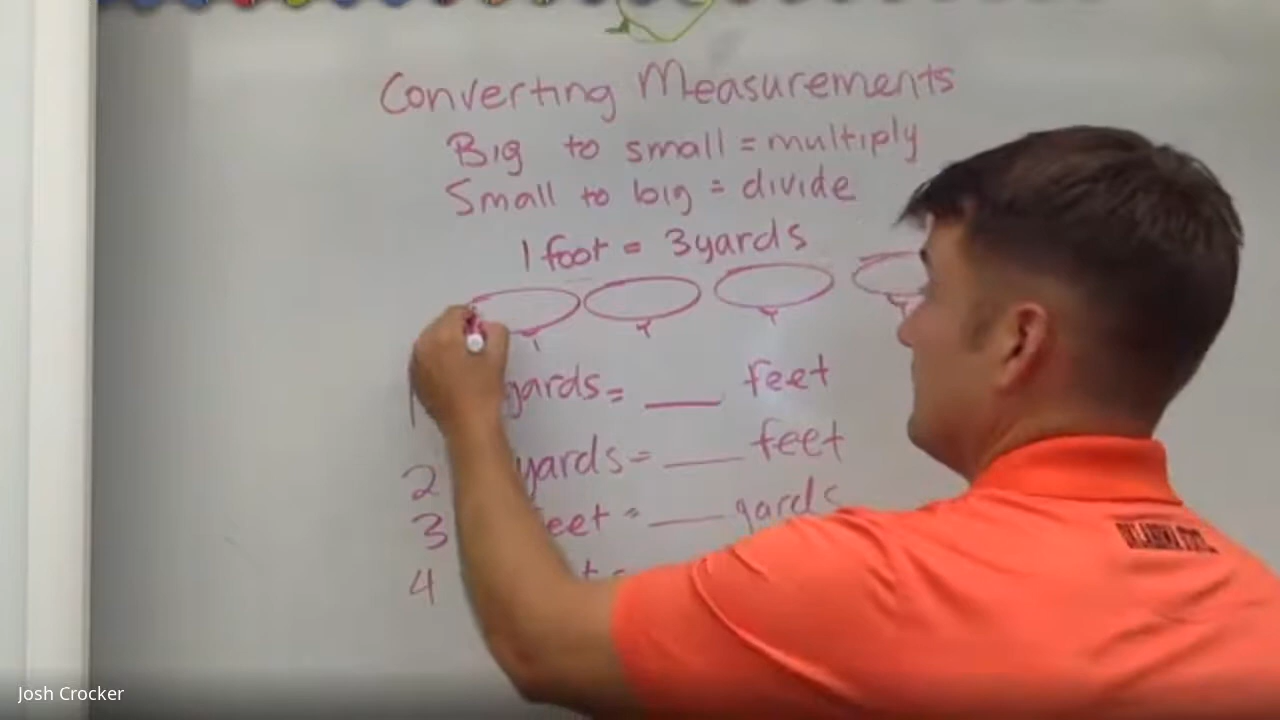 Converting Measurements
Big to small = multiply
Small to big = divide
1 foot = 3 yards
yards = ___ feet
2 yards = ___ feet
3 feet = ___ yards
4
Josh Crocker